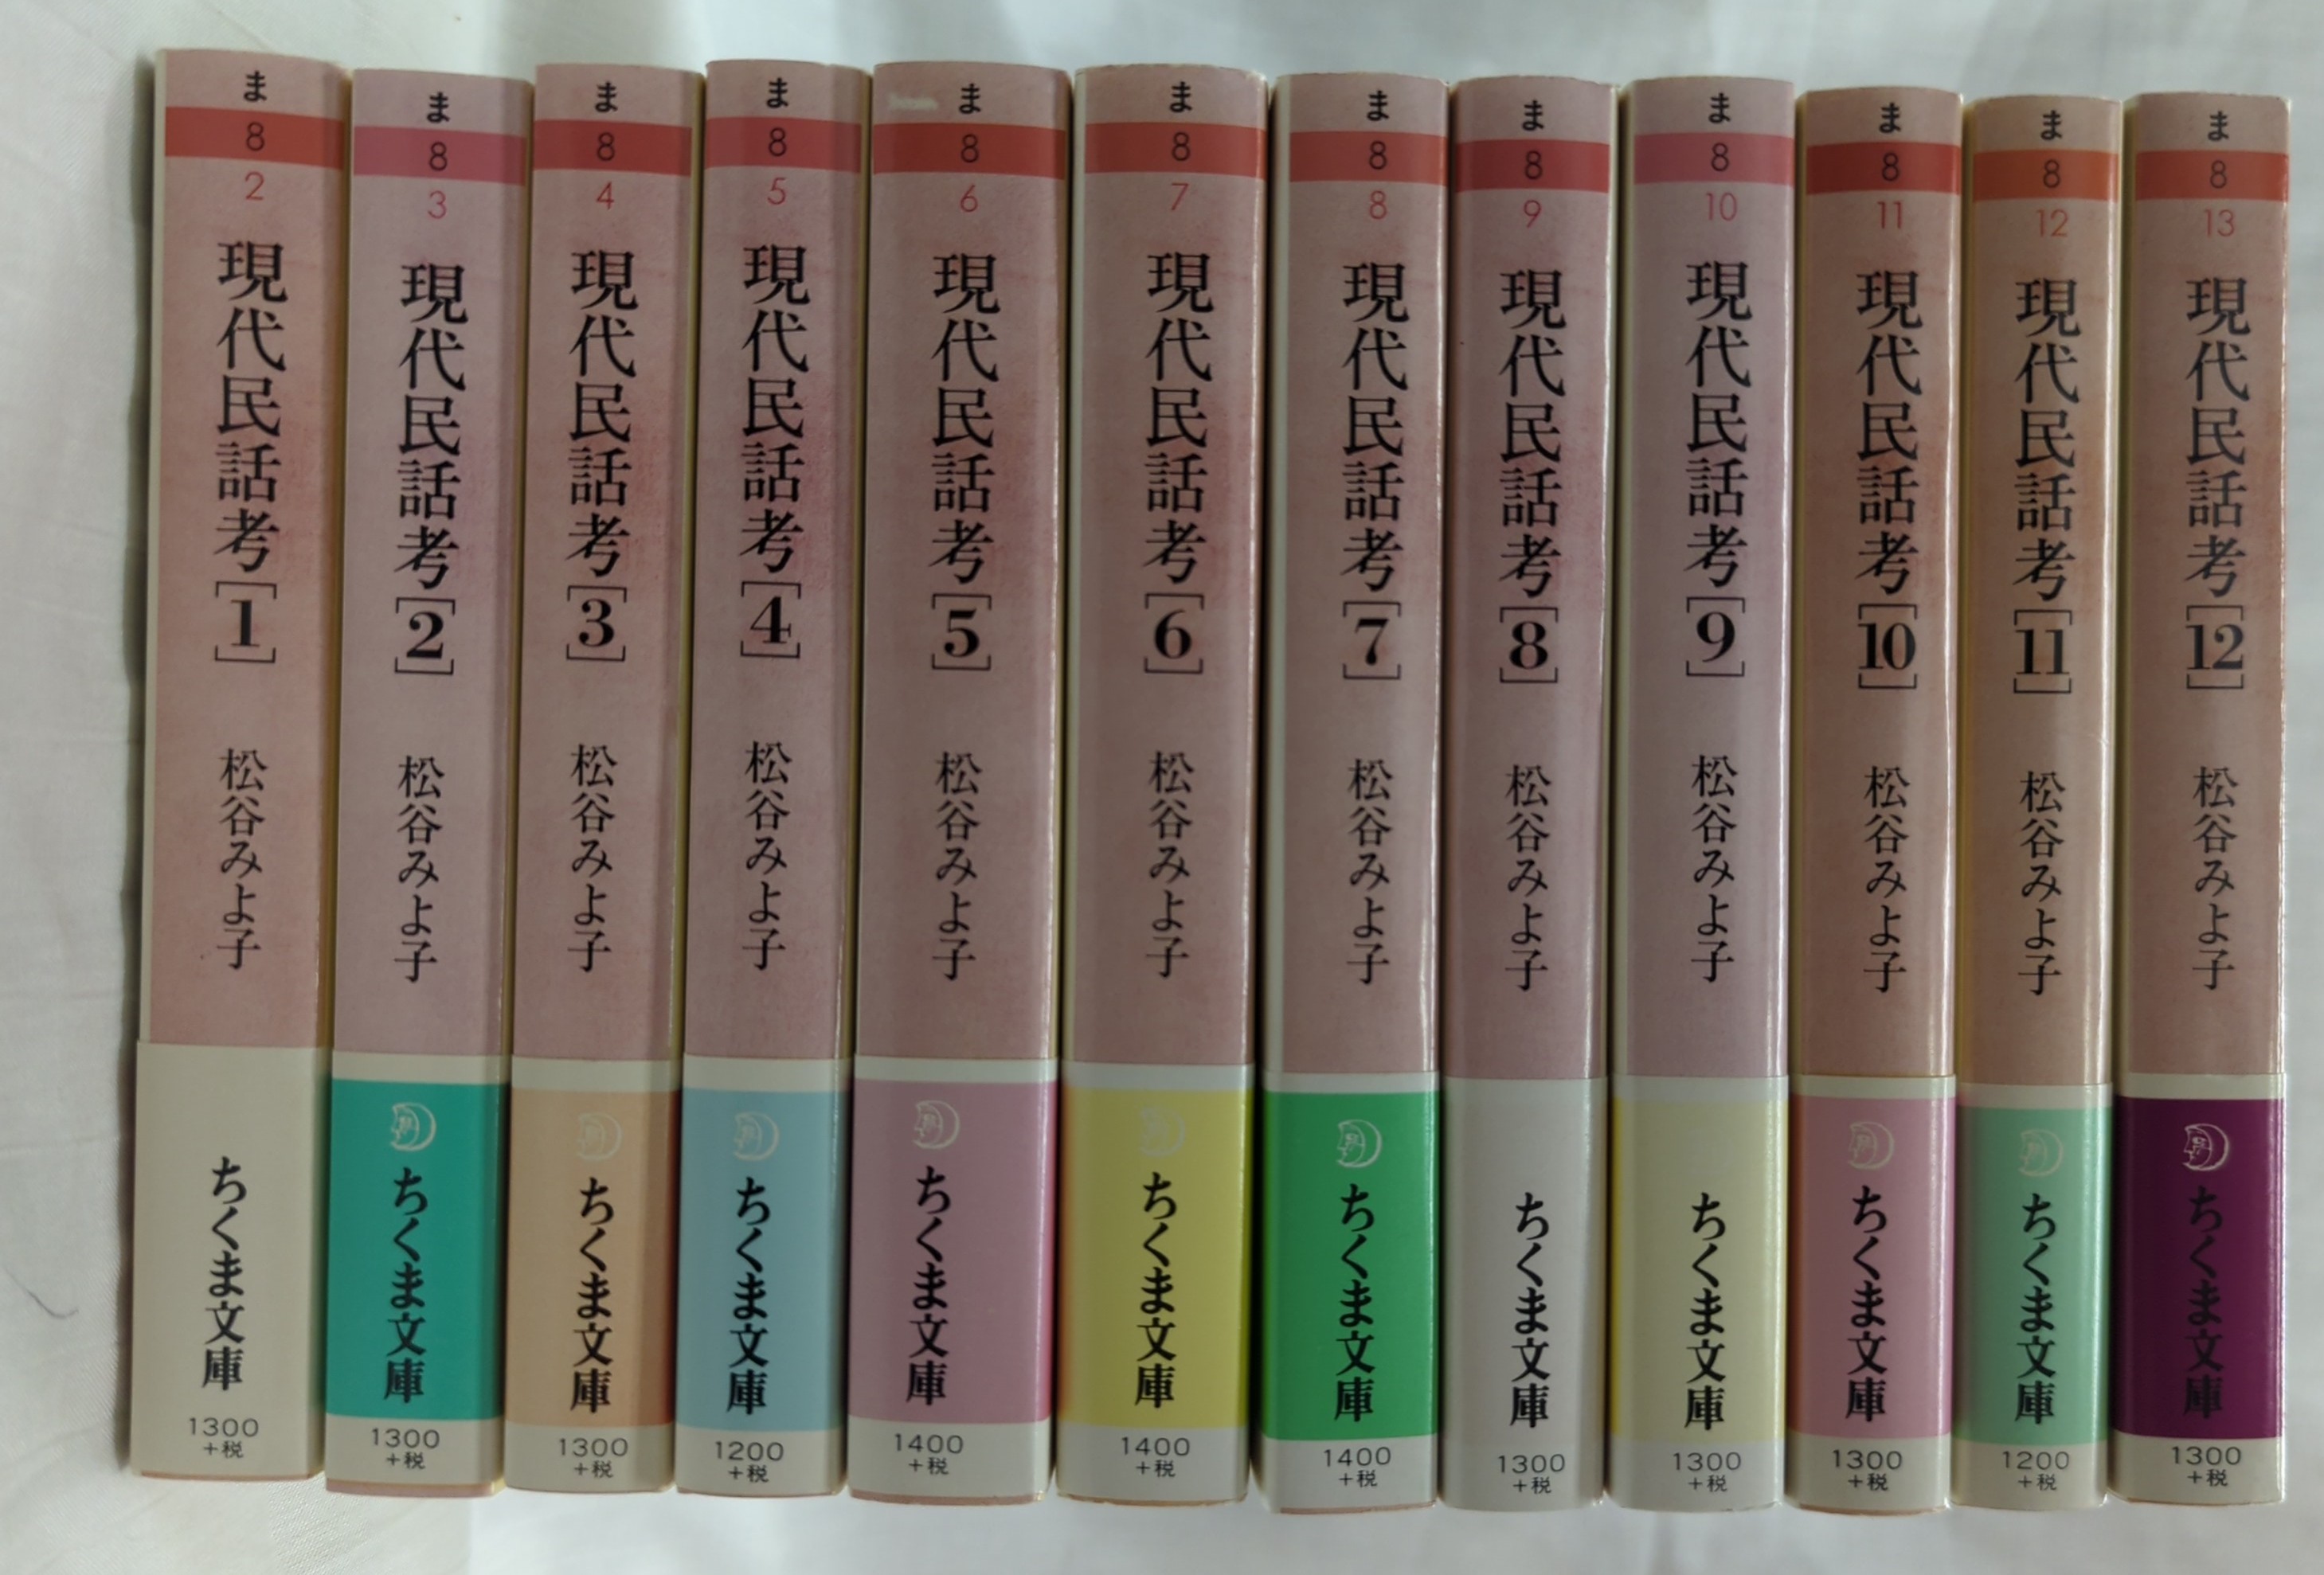 ま
8
2
現代民話考[1]
松谷みよ子
ちくま文庫
1300
+税
ま
8
3
現代民話考[2]
松谷みよ子
ちくま文庫
1300
+税
ま
8
4
現代民話考[3]
松谷みよ子
ちくま文庫
1300
+税
ま
8
5
現代民話考[4]
松谷みよ子
ちくま文庫
1200
+税
ま
8
6
現代民話考[5]
松谷みよ子
ちくま文庫
1400
+税
ま
8
7
現代民話考[6]
松谷みよ子
ちくま文庫
1400
+税
ま
8
8
現代民話考[7]
松谷みよ子
ちくま文庫
1400
+税
ま
8
9
現代民話考[8]
松谷みよ子
ちくま文庫
1300
+税
ま
8
10
現代民話考[9]
松谷みよ子
ちくま文庫
1300
+税
ま
8
11
現代民話考[10]
松谷みよ子
ちくま文庫
1300
+税
ま
8
12
現代民話考[11]
松谷みよ子
ちくま文庫
1200
+税
ま
8
13
現代民話考[12]
松谷みよ子
ちくま文庫
1300
+税